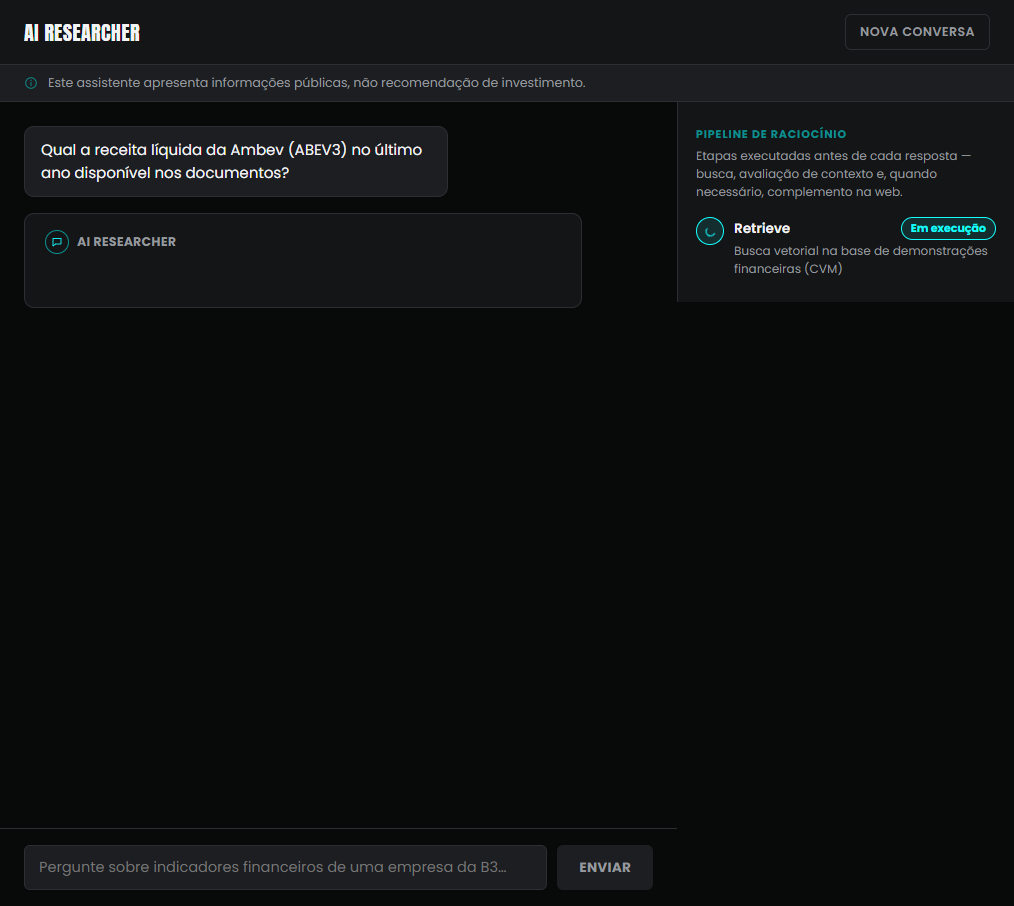 AI RESEARCHER
NOVA CONVERSA
Este assistente apresenta informações públicas, não recomendação de investimento.
Qual a receita líquida da Ambev (ABEV3) no último
ano disponível nos documentos?
AI RESEARCHER
PIPELINE DE RACIOCÍNIO
Etapas executadas antes de cada resposta —
busca, avaliação de contexto e, quando
necessário, complemento na web.
Retrieve
Em execução
Busca vetorial na base de demonstrações
financeiras (CVM)
Pergunte sobre indicadores financeiros de uma empresa da B3...
ENVIAR